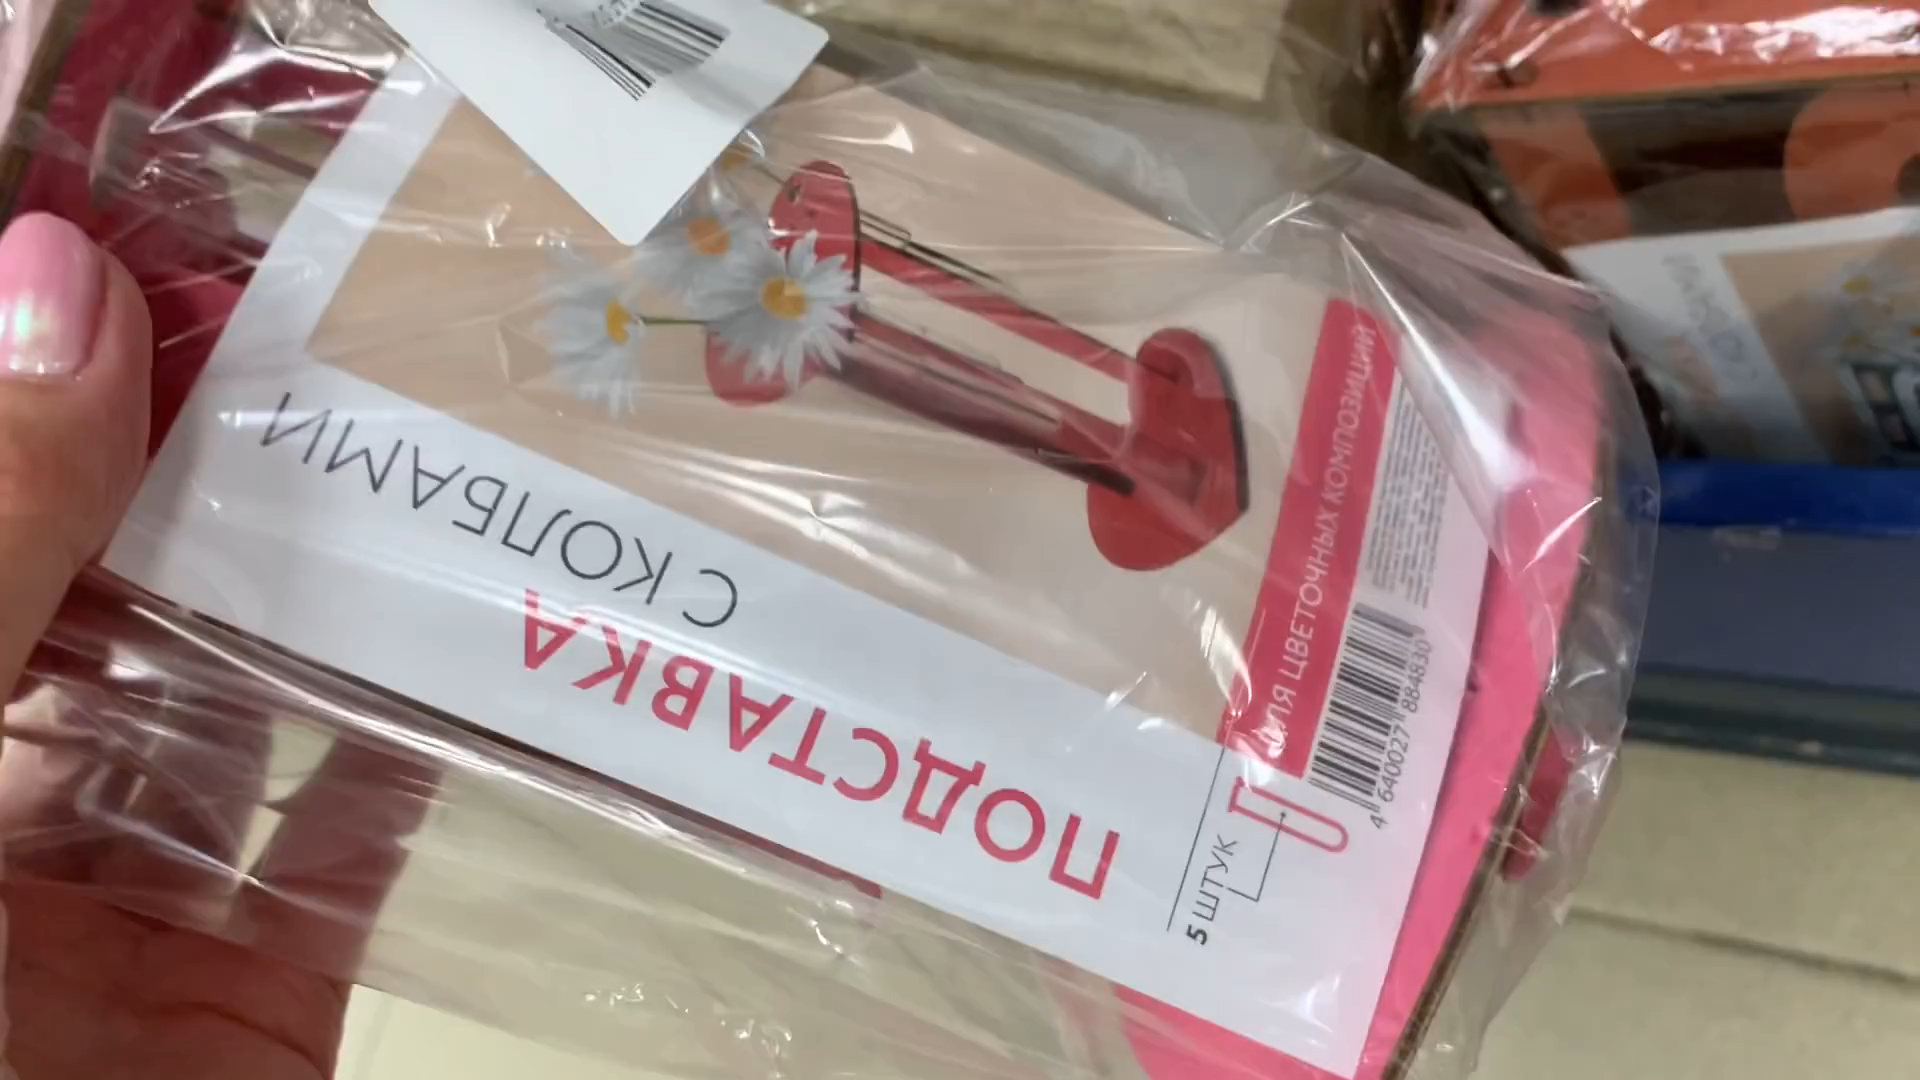 ПОДСТАВКА
С КОЛБАМИ
ДЛЯ ЦВЕТОЧНЫХ КОМПОЗИЦИЙ
5 ШТУК
4 640027 884830